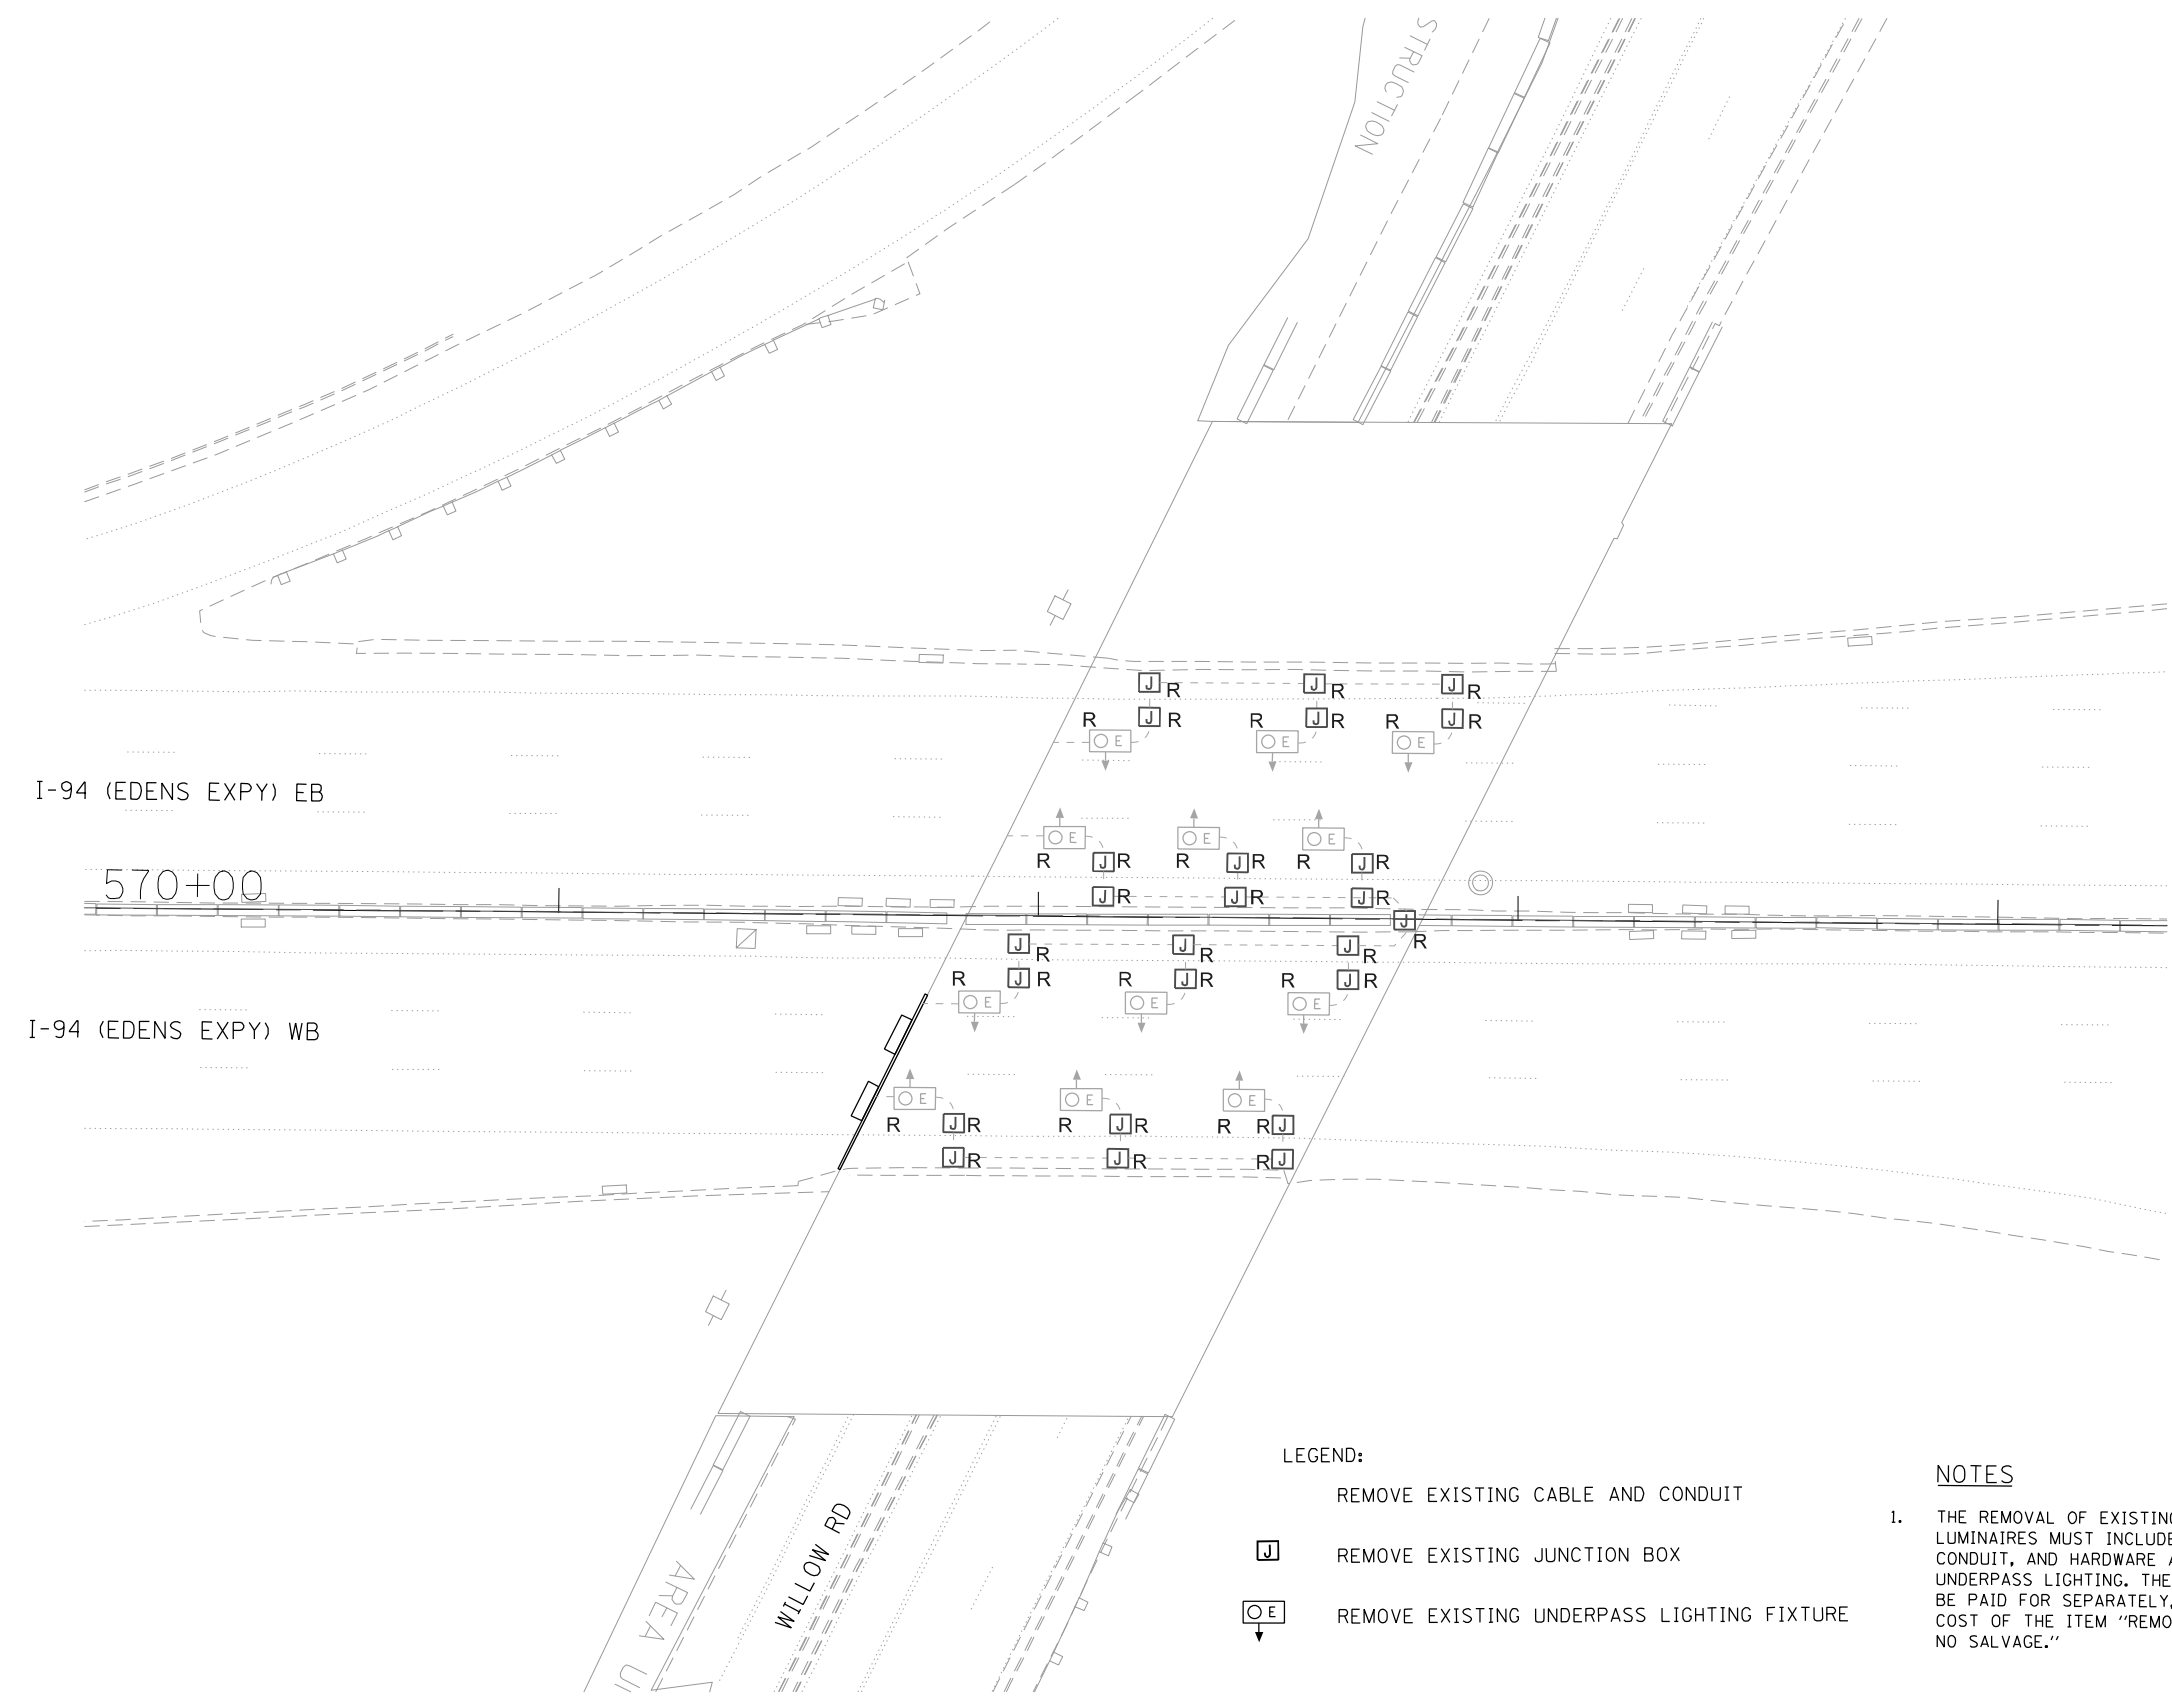 STRUCTION
J R J R J R
R J R R J R R J R
E E E
I-94 (EDENS EXPY) EB
E E E
R J R R J R R J R
570+00
J R J R J R
J
R
J R J R J R
R J R R J R R J R
E E E
I-94 (EDENS EXPY) WB
E E E
R J R R J R R R J
J R J R R J
WILLOW RD
AREA U
LEGEND:
REMOVE EXISTING CABLE AND CONDUIT
J REMOVE EXISTING JUNCTION BOX
E REMOVE EXISTING UNDERPASS LIGHTING FIXTURE
NOTES
1. THE REMOVAL OF EXISTING
LUMINAIRES MUST INCLUDE
CONDUIT, AND HARDWARE A
UNDERPASS LIGHTING. THE
BE PAID FOR SEPARATELY,
COST OF THE ITEM "REMO
NO SALVAGE."